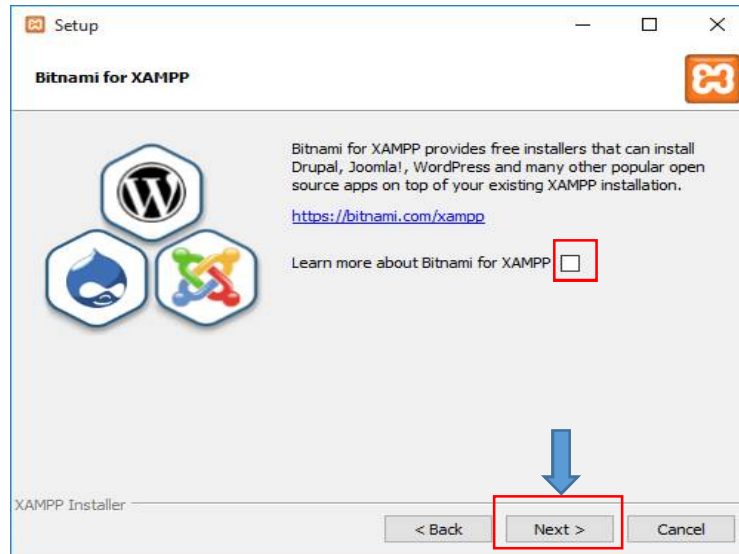 Setup
Bitnami for XAMPP
Bitnami for XAMPP provides free installers that can install
Drupal, Joomla!, WordPress and many other popular open
source apps on top of your existing XAMPP installation.
https://bitnami.com/xampp
Learn more about Bitnami for XAMPP
XAMPP Installer
< Back Next > Cancel